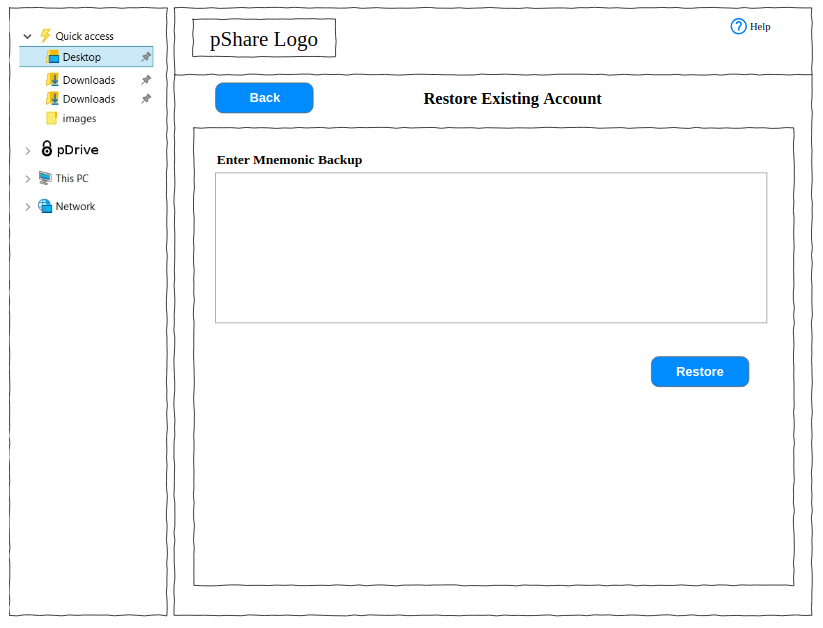 Quick access
Desktop
Downloads
Downloads
images
pDrive
This PC
Network
pShare Logo
Help
Back
Restore Existing Account
Enter Mnemonic Backup
Restore